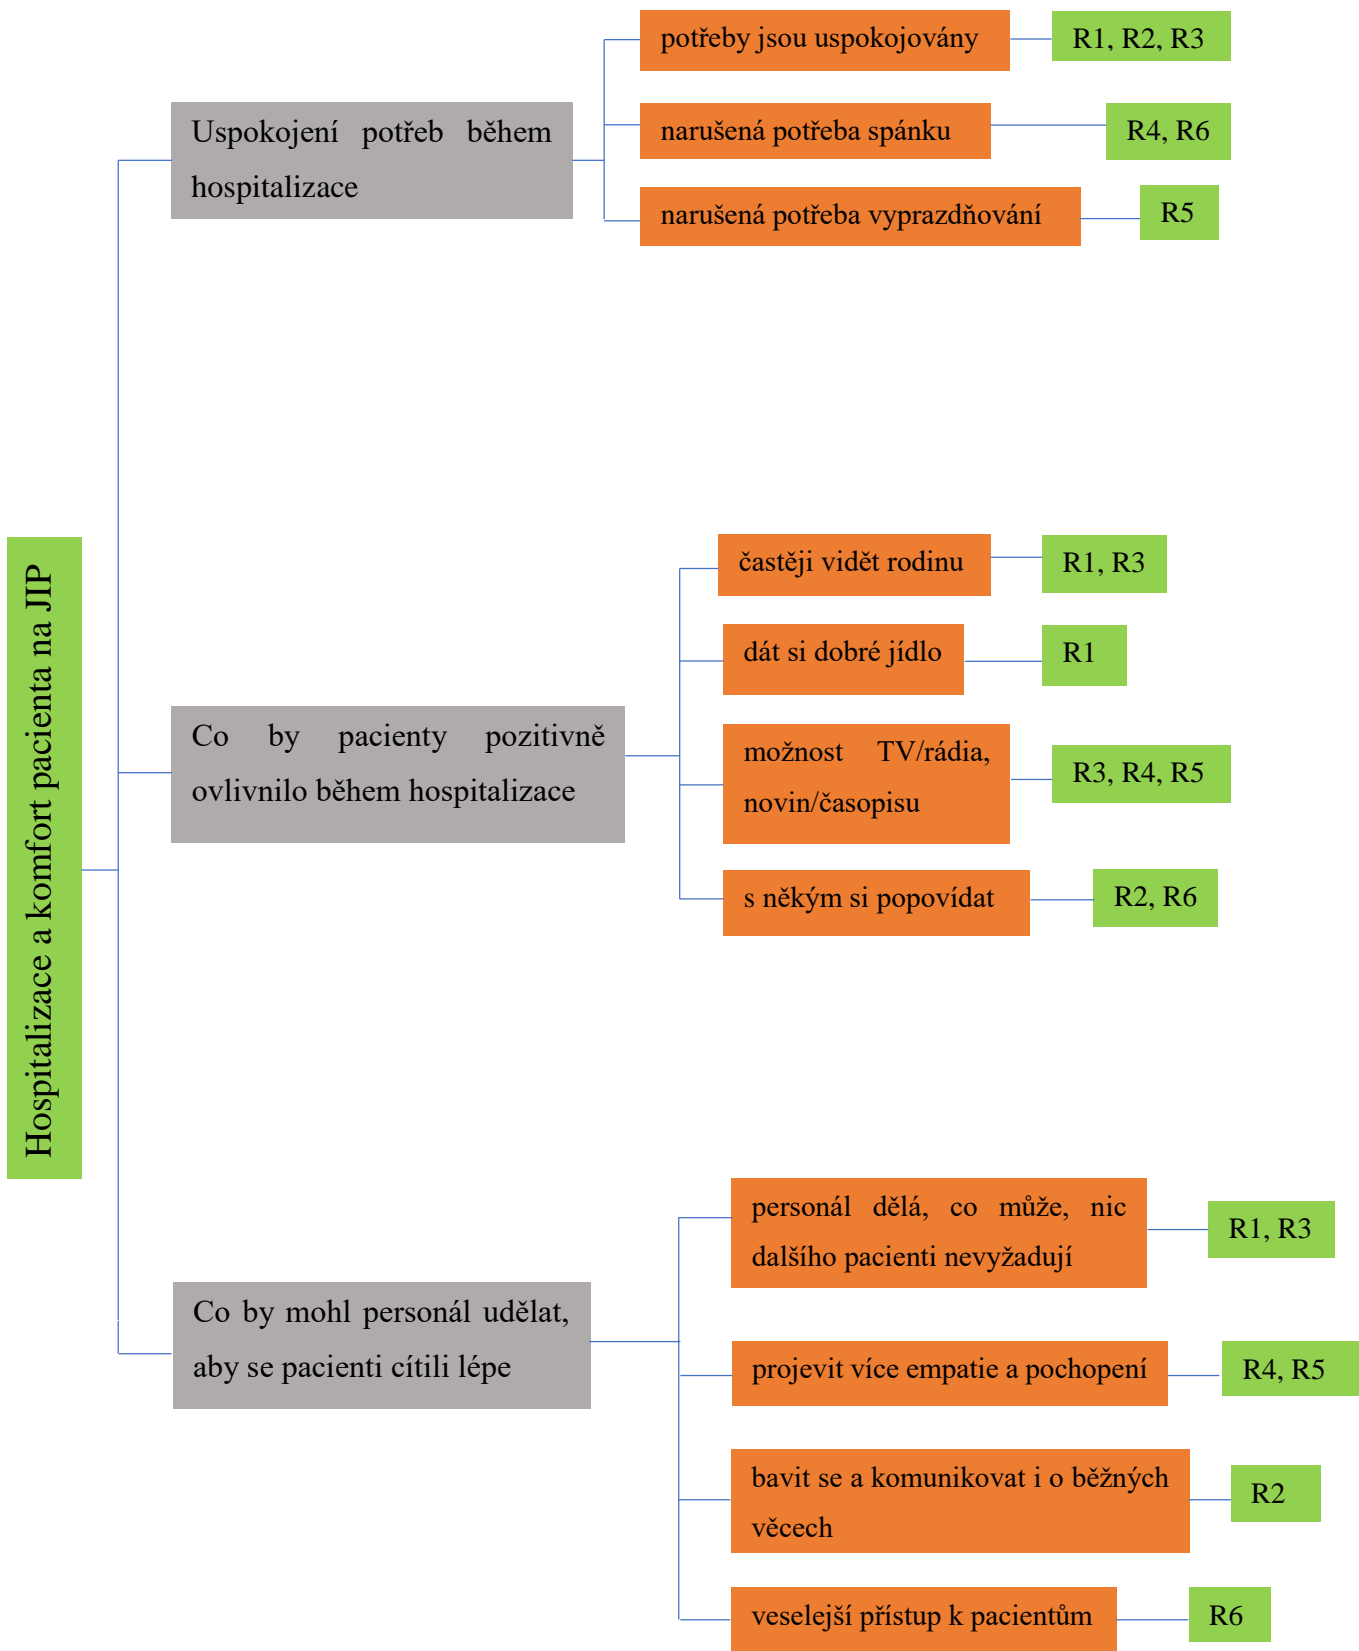 Hospitalizace a komfort pacienta na JIP
Uspokojení potřeb během
hospitalizace
potřeby jsou uspokojovány
R1, R2, R3
narušená potřeba spánku
R4, R6
narušená potřeba vyprazdňování
R5
Co by pacienty pozitivně
ovlivnilo během hospitalizace
častěji vidět rodinu
R1, R3
dát si dobré jídlo
R1
možnost TV/rádia,
novin/časopisu
R3, R4, R5
s někým si popovídat
R2, R6
Co by mohl personál udělat,
aby se pacienti cítili lépe
personál dělá, co může, nic
dalšího pacienti nevyžadují
R1, R3
projevit více empatie a pochopení
R4, R5
bavit se a komunikovat i o běžných
věcech
R2
veselejší přístup k pacientům
R6